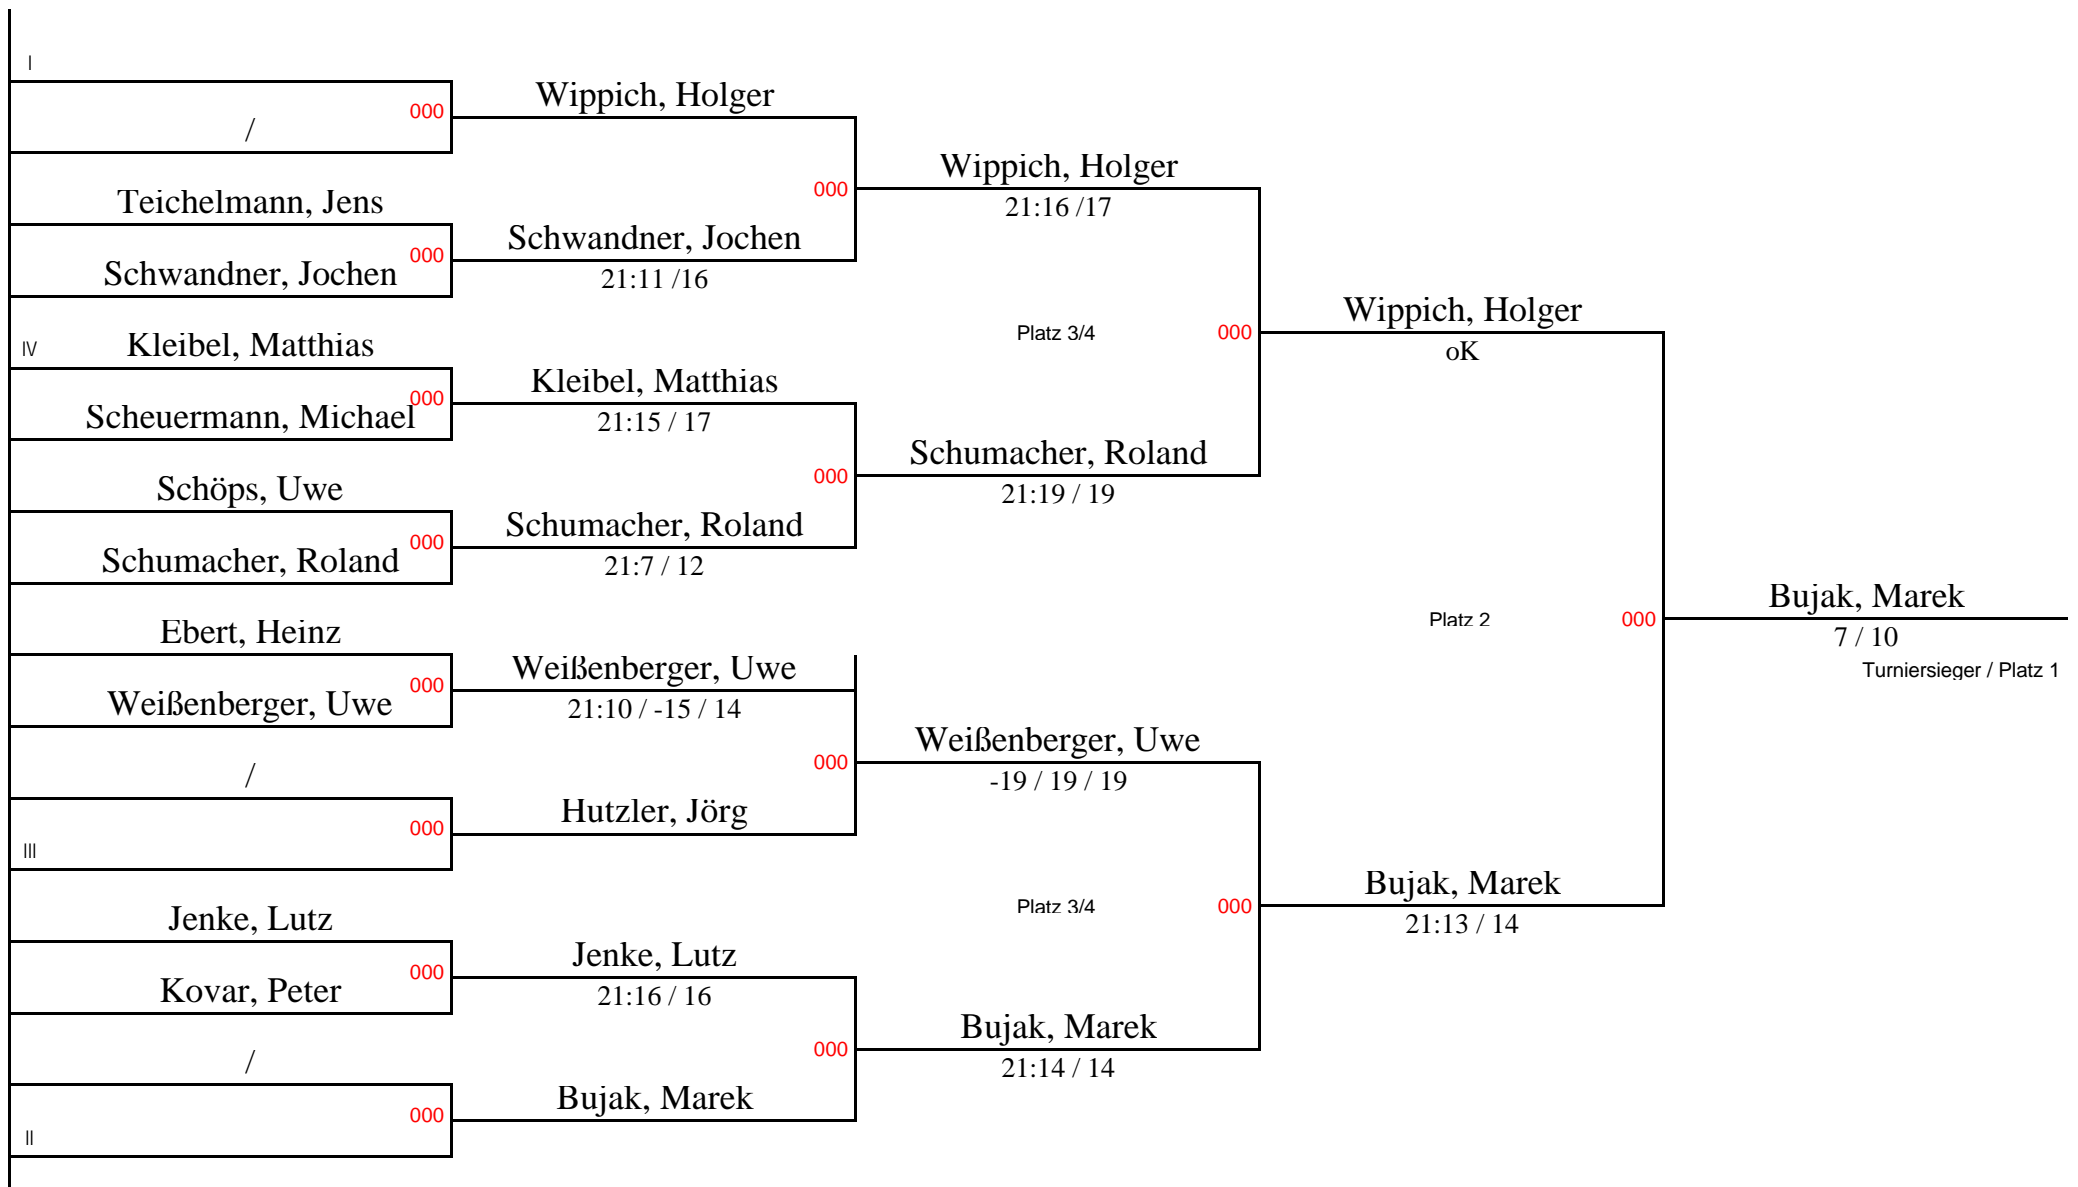 I
000
/
Teichelmann, Jens
000
Schwandner, Jochen
IV
Kleibel, Matthias
000
Scheuermann, Michael
Schöps, Uwe
000
Schumacher, Roland
Ebert, Heinz
000
Weißenberger, Uwe
/
000
III
Jenke, Lutz
000
Kovar, Peter
/
000
II
Wippich, Holger
000
Schwandner, Jochen
21:11 /16
Kleibel, Matthias
21:15 / 17
000
Schumacher, Roland
21:7 / 12
Weißenberger, Uwe
21:10 / -15 / 14
000
Hutzler, Jörg
Jenke, Lutz
21:16 / 16
000
Bujak, Marek
Wippich, Holger
21:16 /17
Platz 3/4
000
Schumacher, Roland
21:19 / 19
Weißenberger, Uwe
-19 / 19 / 19
Platz 3/4
000
Bujak, Marek
21:14 / 14
Wippich, Holger
oK
Platz 2
000
Bujak, Marek
21:13 / 14
Bujak, Marek
7 / 10
Turniersieger / Platz 1